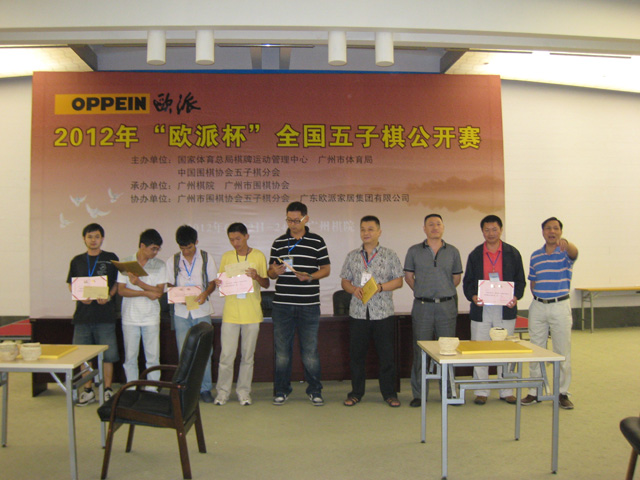 OPPEIN 欧派
2012年“欧派杯”全国五子棋公开赛
主办单位：国家体育总局棋牌运动管理中心 广州市体育局
中国围棋协会五子棋分会
承办单位：广州棋院 广州市围棋协会
协办单位：广州市围棋协会五子棋分会 广东欧派家居集团有限公司